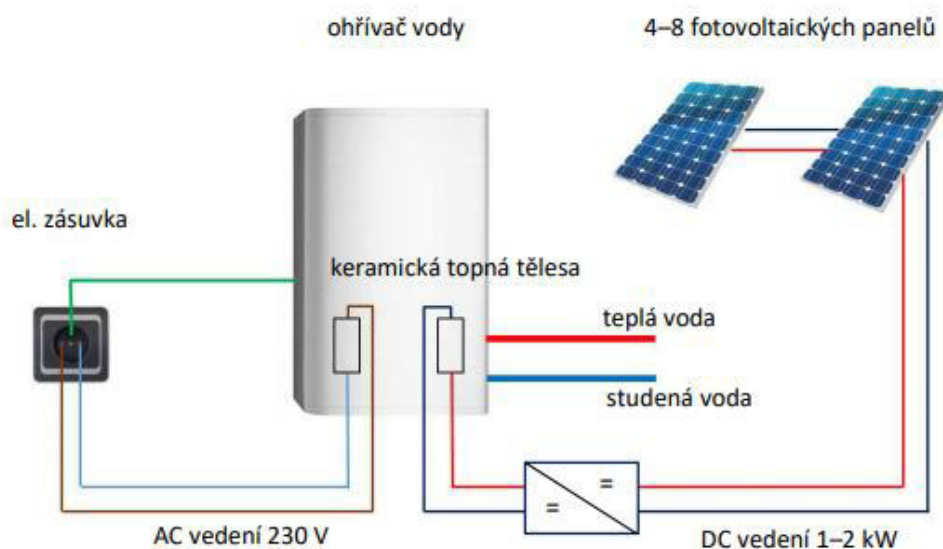 ohřívač vody
4–8 fotovoltaických panelů
el. zásuvka
keramická topná tělesa
teplá voda
studená voda
=
=
AC vedení 230 V
DC vedení 1–2 kW